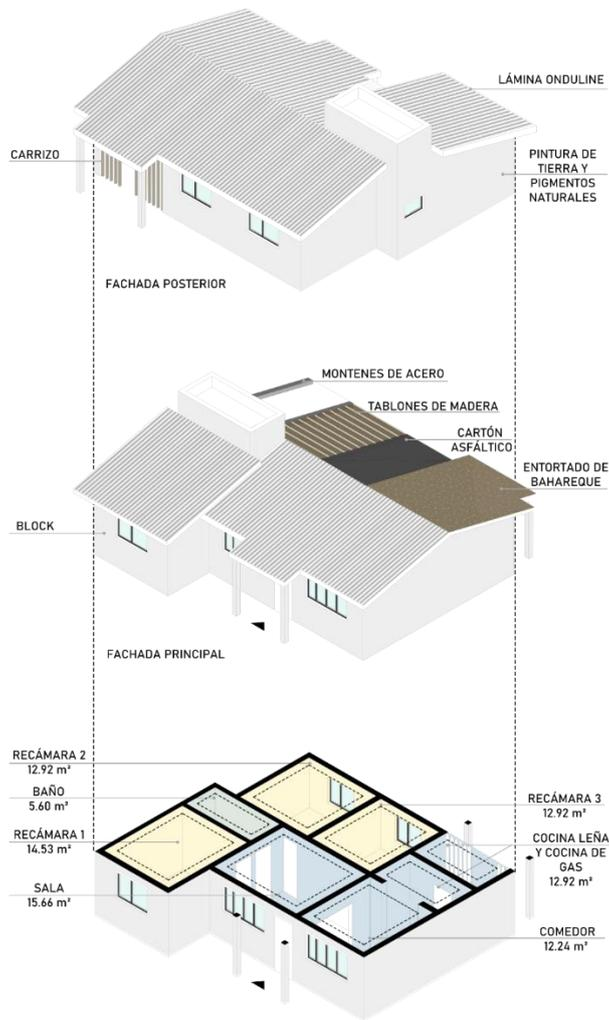 LÁMINA ONDULINE
CARRIZO
PINTURA DE
TIERRA Y
PIGMENTOS
NATURALES
FACHADA POSTERIOR
MONTENES DE ACERO
TABLONES DE MADERA
CARTÓN
ASFÁLTICO
ENTORTADO DE
BAHAREQUE
BLOCK
FACHADA PRINCIPAL
RECÁMARA 2
12.92 m²
BAÑO
5.60 m²
RECÁMARA 1
14.53 m²
SALA
15.66 m²
RECÁMARA 3
12.92 m²
COCINA LEÑA
Y COCINA DE
GAS
12.92 m²
COMEDOR
12.24 m²